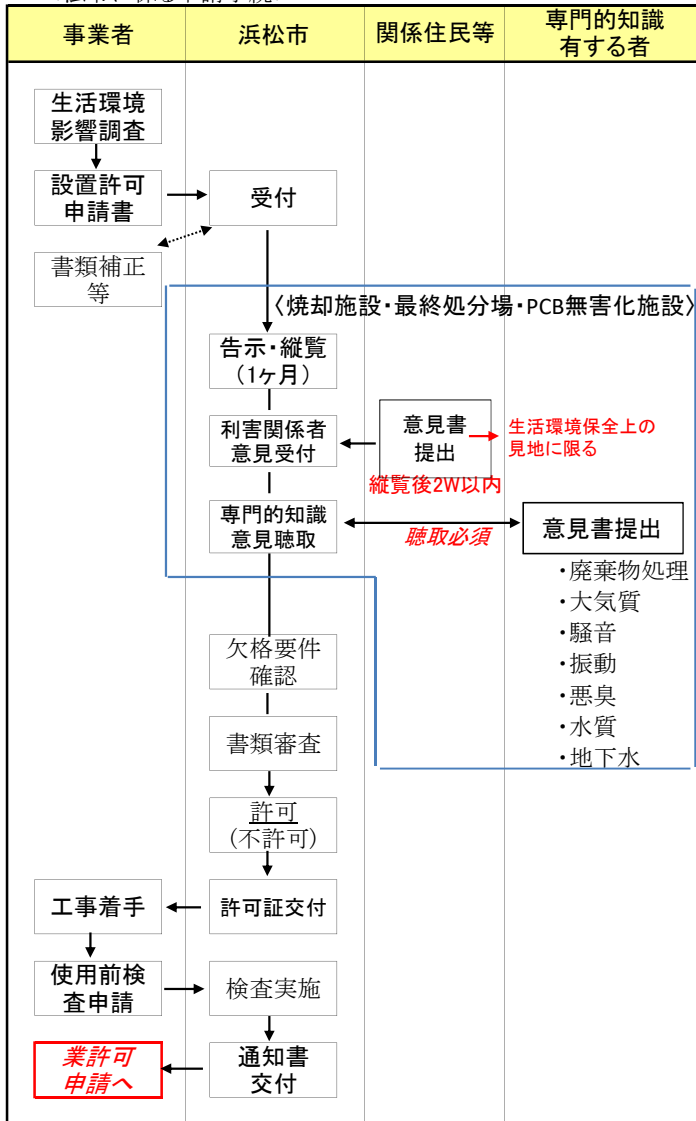 事業者
浜松市
関係住民等
専門的知識
有する者
生活環境
影響調査
設置許可
申請書
受付
書類補正
等
〈焼却施設・最終処分場・PCB無害化施設〉
告示・縦覧
(1ヶ月)
利害関係者
意見受付
意見書
提出
生活環境保全上の
見地に限る
縦覧後2W以内
専門的知識
意見聴取
聴取必須
意見書提出
・廃棄物処理
・大気質
・騒音
・振動
・悪臭
・水質
・地下水
欠格要件
確認
書類審査
許可
(不許可)
工事着手
許可証交付
使用前検
査申請
検査実施
業許可
申請へ
通知書
交付